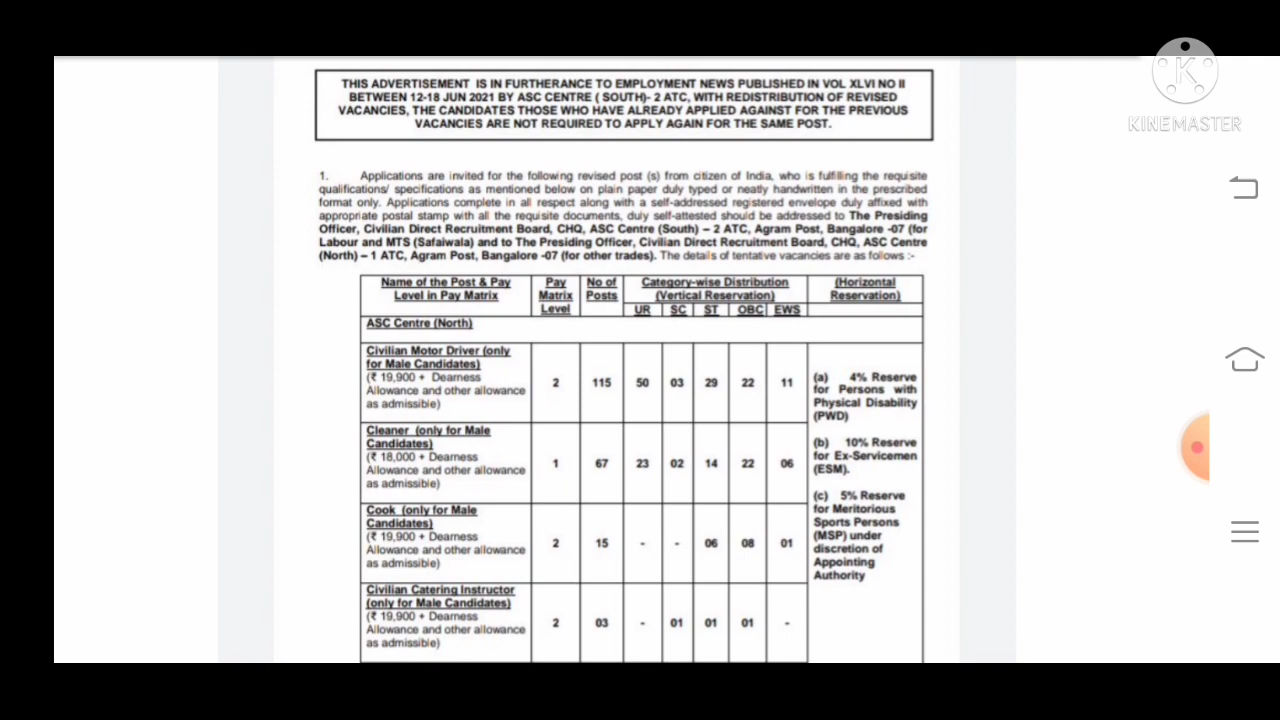 THIS ADVERTISEMENT IS IN FURTHERANCE TO EMPLOYMENT NEWS PUBLISHED IN VOL XLVI NO II
BETWEEN 12-18 JUN 2021 BY ASC CENTRE ( SOUTH)- 2 ATC, WITH REDISTRIBUTION OF REVISED
VACANCIES, THE CANDIDATES THOSE WHO HAVE ALREADY APPLIED AGAINST FOR THE PREVIOUS
VACANCIES ARE NOT REQUIRED TO APPLY AGAIN FOR THE SAME POST.
KINEMASTER
1. Applications are invited for the following revised post (s) from citizen of India, who is fulfilling the requisite
qualifications/ specifications as mentioned below on plain paper duly typed or neatly handwritten in the prescribed
format only. Applications complete in all respect along with a self-addressed registered envelope duly affixed with
appropriate postal stamp with all the requisite documents, duly self-attested should be addressed to The Presiding
Officer, Civilian Direct Recruitment Board, CHQ, ASC Centre (South) – 2 ATC, Agram Post, Bangalore -07 (for
Labour and MTS (Safaiwala) and to The Presiding Officer, Civilian Direct Recruitment Board, CHQ, ASC Centre
(North) – 1 ATC, Agram Post, Bangalore -07 (for other trades). The details of tentative vacancies are as follows :-
Name of the Post & Pay Pay No of Category-wise Distribution (Horizontal
Level in Pay Matrix Matrix Posts (Vertical Reservation) Reservation)
Level UR SC ST OBC EWS
ASC Centre (North)
Civilian Motor Driver (only
for Male Candidates)
(₹ 19,900 + Dearness
Allowance and other allowance
as admissible)
2 115 50 03 29 22 11
Cleaner (only for Male
Candidates)
(₹ 18,000 + Dearness
Allowance and other allowance
as admissible)
1 67 23 02 14 22 06
Cook (only for Male
Candidates)
(₹ 19,900 + Dearness
Allowance and other allowance
as admissible)
2 15 - - 06 08 01
Civilian Catering Instructor
(only for Male Candidates)
(₹ 19,900 + Dearness
Allowance and other allowance
as admissible)
2 03 - 01 01 01 -
(a) 4% Reserve
for Persons with
Physical Disability
(PWD)
(b) 10% Reserve
for Ex-Servicemen
(ESM).
(c) 5% Reserve
for Meritorious
Sports Persons
(MSP) under
discretion of
Appointing
Authority